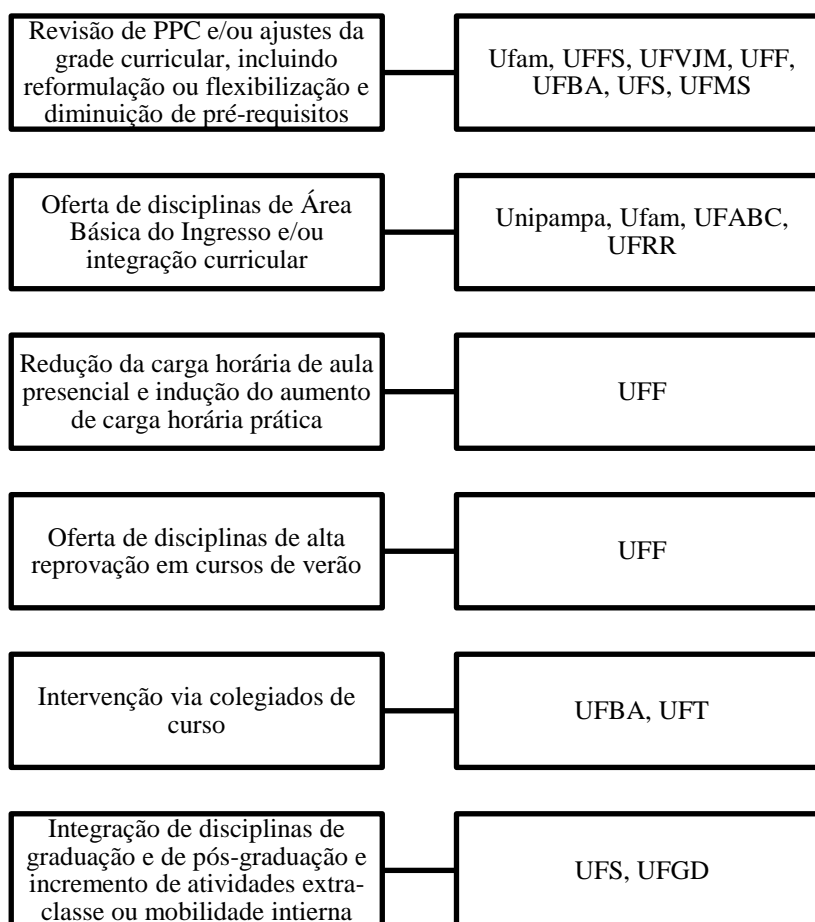 Revisão de PPC e/ou ajustes da
grade curricular, incluindo
reformulação ou flexibilização e
diminuição de pré-requisitos
Ufam, UFFS, UFVJM, UFF,
UFBA, UFS, UFMS
Oferta de disciplinas de Área
Básica do Ingresso e/ou
integração curricular
Unipampa, Ufam, UFABC,
UFRR
Redução da carga horária de aula
presencial e indução do aumento
de carga horária prática
UFF
Oferta de disciplinas de alta
reprovação em cursos de verão
UFF
Intervenção via colegiados de
curso
UFBA, UFT
Integração de disciplinas de
graduação e de pós-graduação e
incremento de atividades extra-
classe ou mobilidade intierna
UFS, UFGD